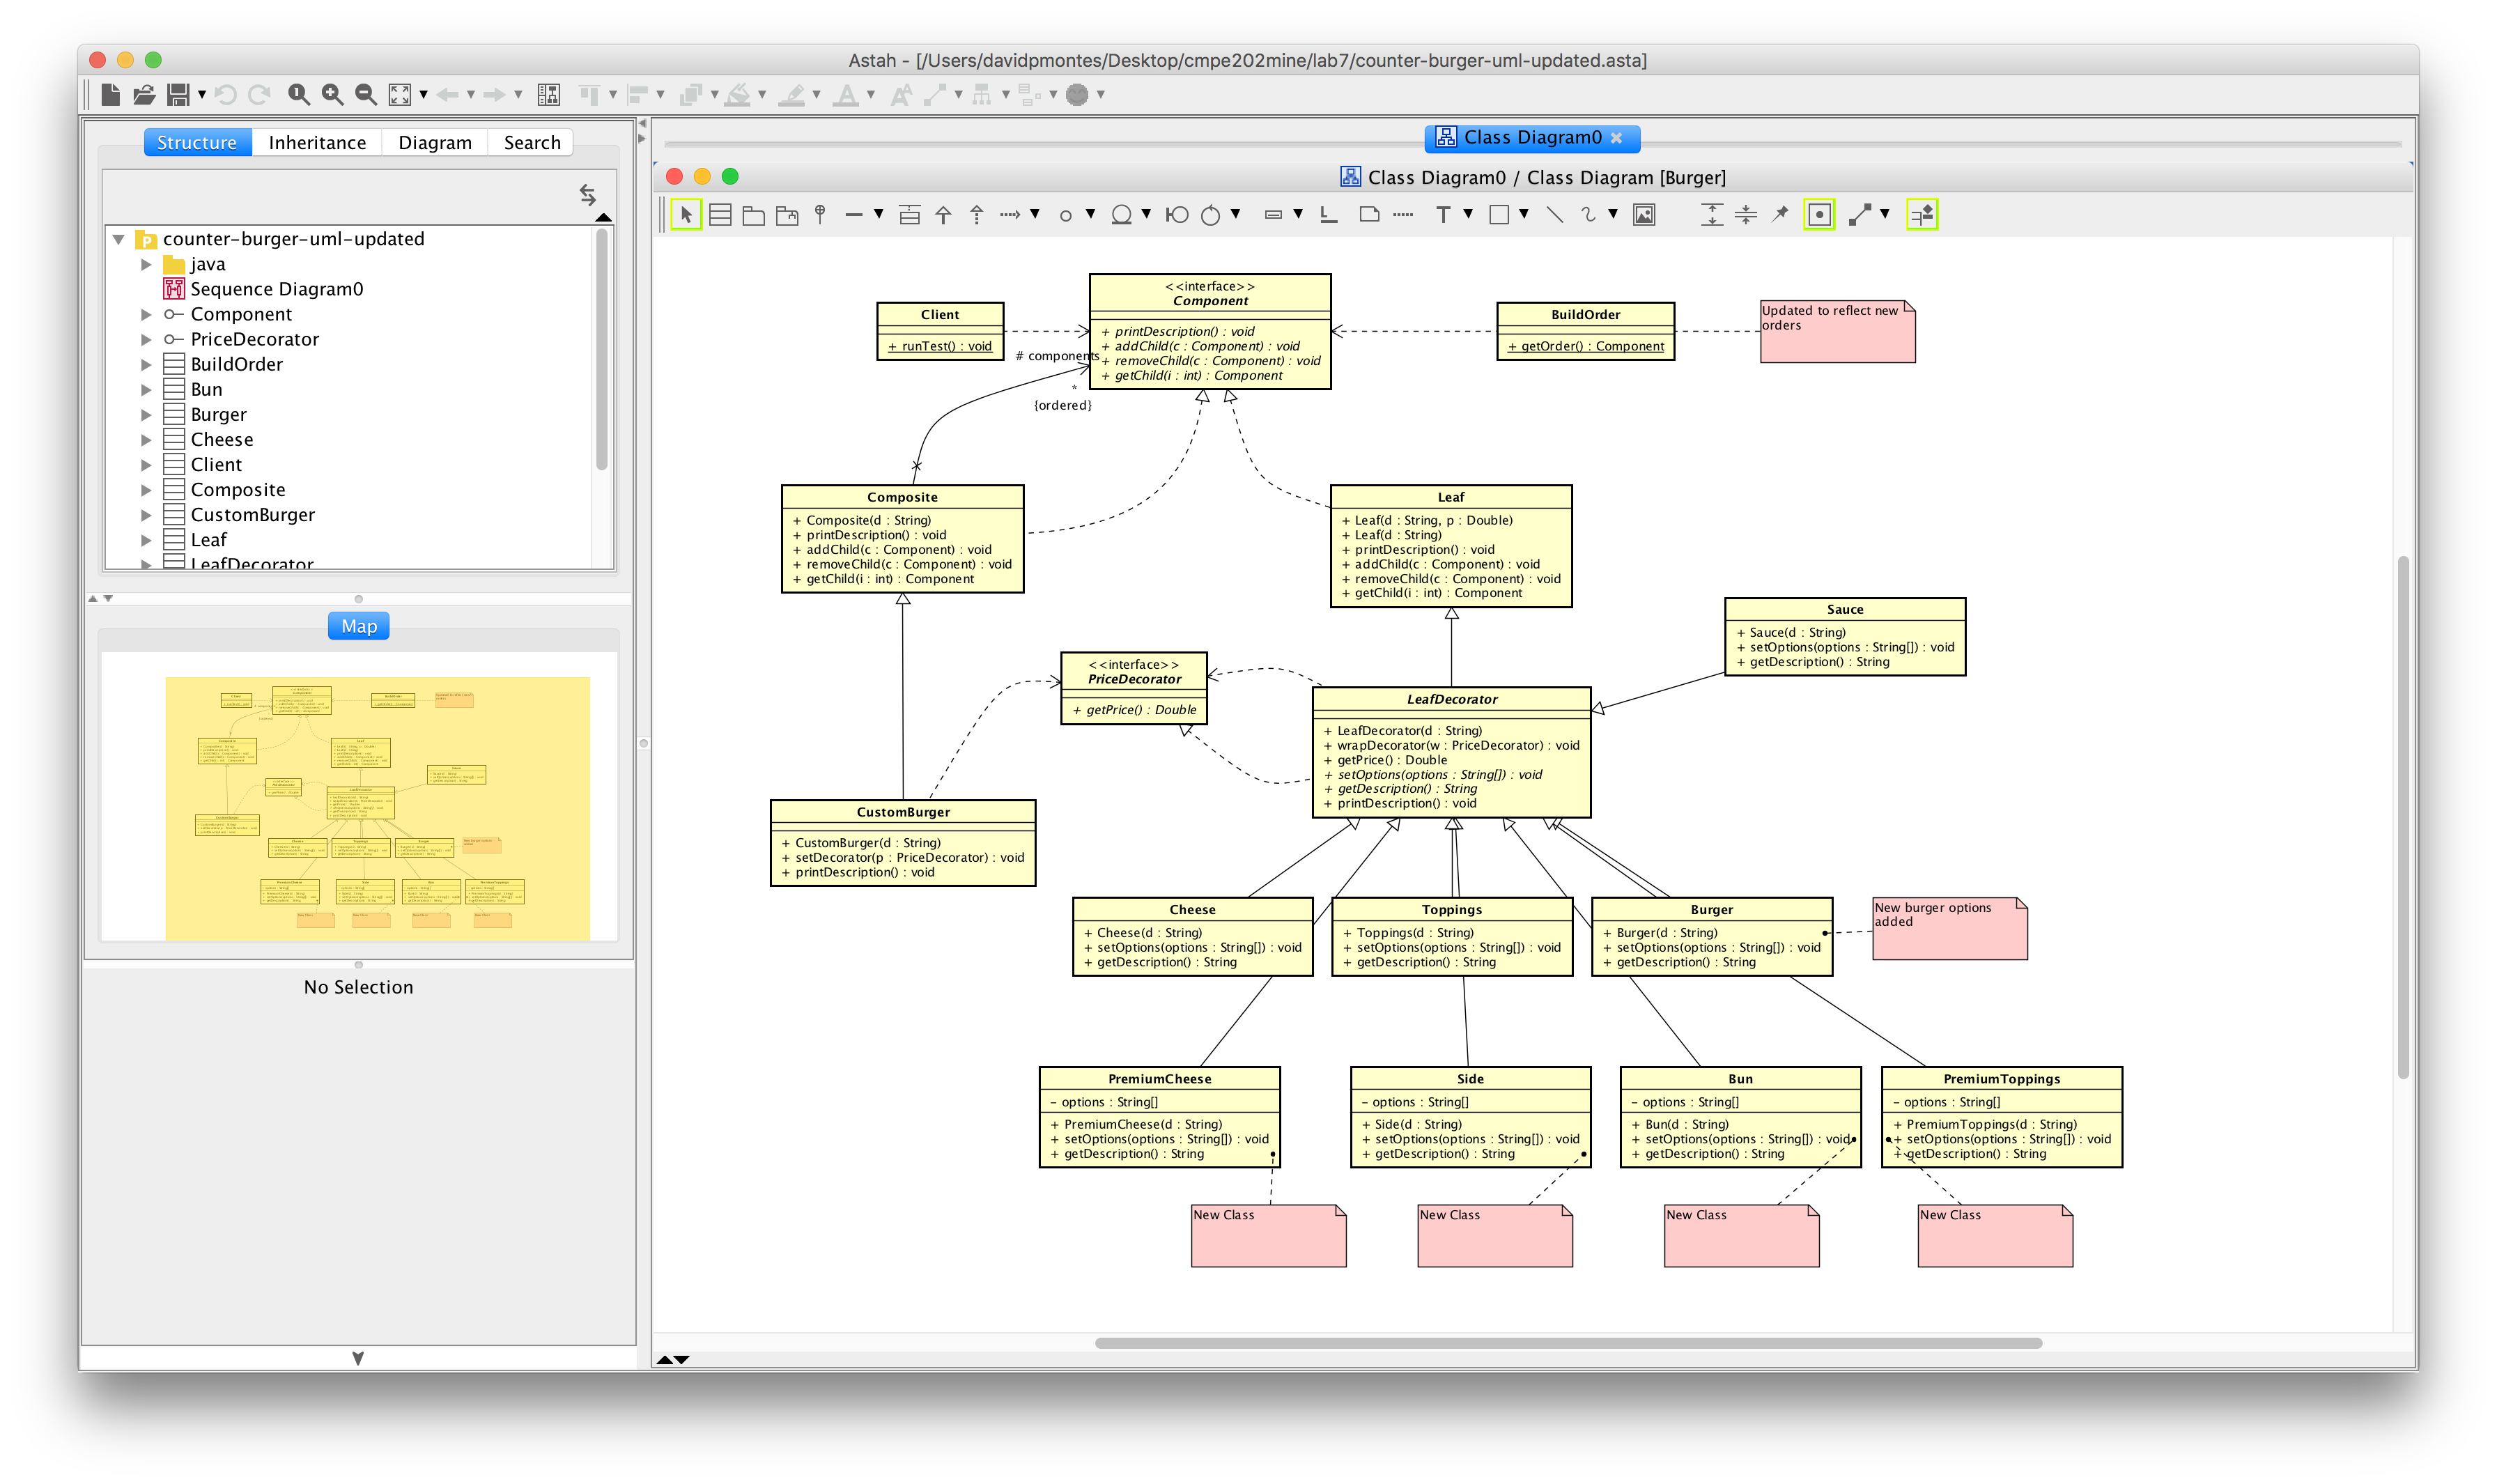 Astah - [/Users/davidpmontes/Desktop/cmpe202mine/lab7/counter-burger-uml-updated.asta]
Structure Inheritance Diagram Search
counter-burger-uml-updated
java
Sequence Diagram0
Component
PriceDecorator
BuildOrder
Bun
Burger
Cheese
Client
Composite
CustomBurger
Leaf
LeafDecorator
Map
No Selection
Class Diagram0
Class Diagram0 / Class Diagram [Burger]
<<interface>>
Component
+ printDescription() : void
+ addChild(c : Component) : void
+ removeChild(c : Component) : void
+ getChild(i : int) : Component
Client
+ runTest() : void
BuildOrder
+ getOrder() : Component
Updated to reflect new
orders
# components
*
{ordered}
Composite
+ Composite(d : String)
+ printDescription() : void
+ addChild(c : Component) : void
+ removeChild(c : Component) : void
+ getChild(i : int) : Component
Leaf
+ Leaf(d : String, p : Double)
+ Leaf(d : String)
+ printDescription() : void
+ addChild(c : Component) : void
+ removeChild(c : Component) : void
+ getChild(i : int) : Component
Sauce
+ Sauce(d : String)
+ setOptions(options : String[]) : void
+ getDescription() : String
<<interface>>
PriceDecorator
+ getPrice() : Double
LeafDecorator
+ LeafDecorator(d : String)
+ wrapDecorator(w : PriceDecorator) : void
+ getPrice() : Double
+ setOptions(options : String[]) : void
+ getDescription() : String
+ printDescription() : void
CustomBurger
+ CustomBurger(d : String)
+ setDecorator(p : PriceDecorator) : void
+ printDescription() : void
Cheese
+ Cheese(d : String)
+ setOptions(options : String[]) : void
+ getDescription() : String
Toppings
+ Toppings(d : String)
+ setOptions(options : String[]) : void
+ getDescription() : String
Burger
+ Burger(d : String)
+ setOptions(options : String[]) : void
+ getDescription() : String
New burger options
added
PremiumCheese
- options : String[]
+ PremiumCheese(d : String)
+ setOptions(options : String[]) : void
+ getDescription() : String
Side
- options : String[]
+ Side(d : String)
+ setOptions(options : String[]) : void
+ getDescription() : String
Bun
- options : String[]
+ Bun(d : String)
+ setOptions(options : String[]) : void
+ getDescription() : String
PremiumToppings
- options : String[]
+ PremiumToppings(d : String)
+ setOptions(options : String[]) : void
+ getDescription() : String
New Class
New Class
New Class
New Class